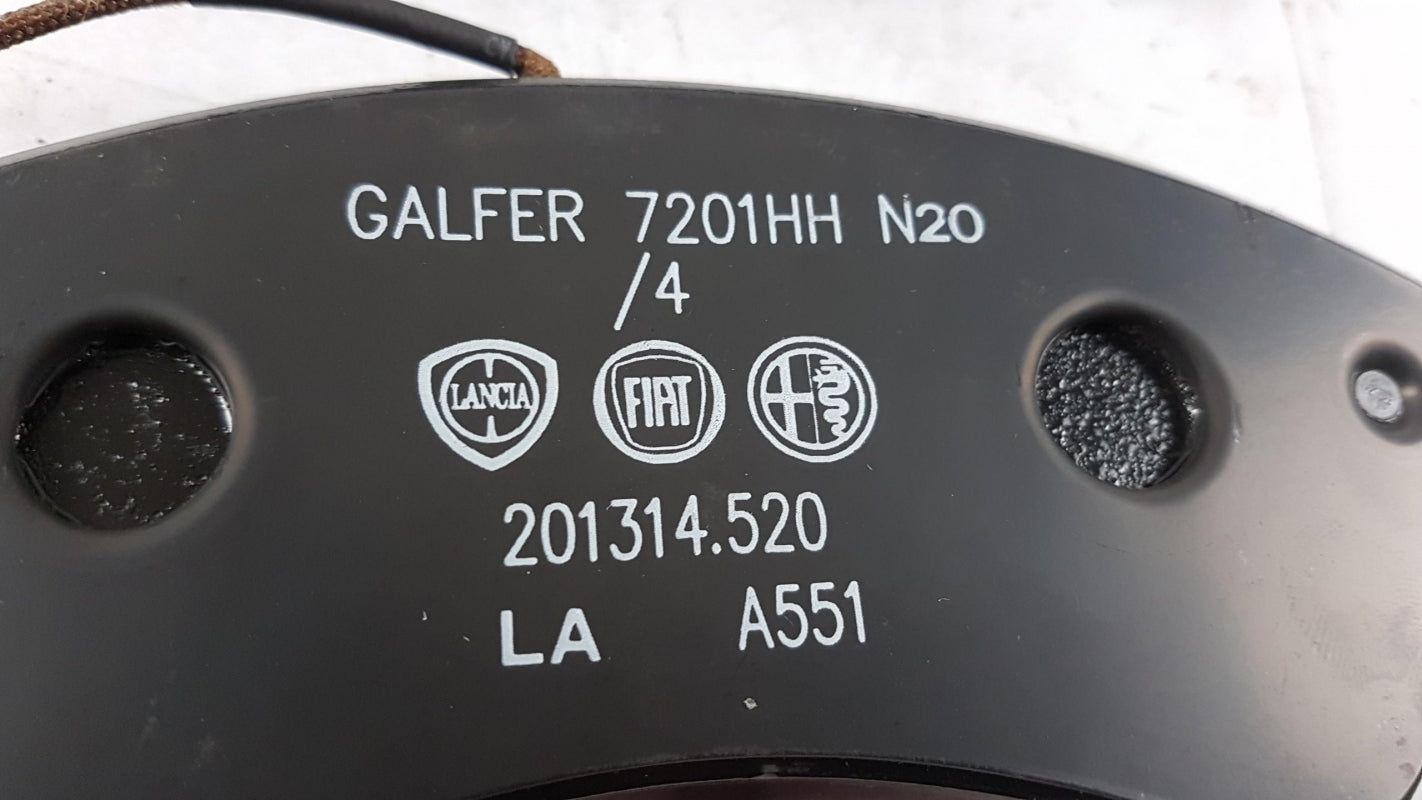 GALFER 7201HH N20
/4
LANCIA FIAT
201314.520
LA A551